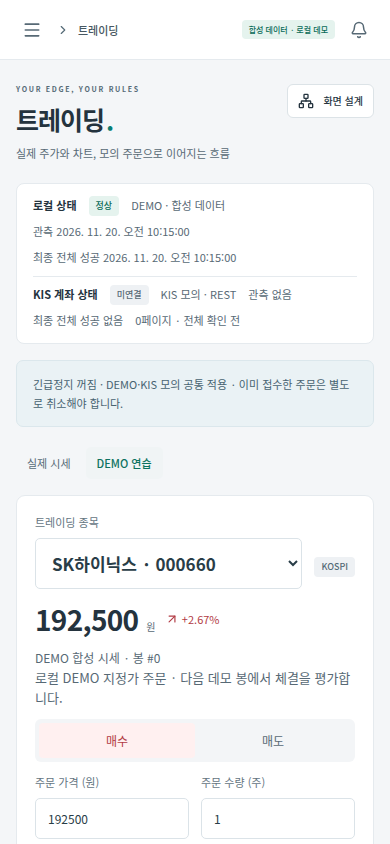 트레이딩
합성 데이터 · 로컬 데모
YOUR EDGE, YOUR RULES
트레이딩.
화면 설계
실제 주가와 차트, 모의 주문으로 이어지는 흐름
로컬 상태 정상 DEMO · 합성 데이터
관측 2026. 11. 20. 오전 10:15:00
최종 전체 성공 2026. 11. 20. 오전 10:15:00
KIS 계좌 상태 미연결 KIS 모의 · REST 관측 없음
최종 전체 성공 없음 0페이지 · 전체 확인 전
긴급정지 꺼짐 · DEMO·KIS 모의 공통 적용 · 이미 접수한 주문은 별도
로 취소해야 합니다.
실제 시세 DEMO 연습
트레이딩 종목
SK하이닉스 · 000660
KOSPI
192,500 원 +2.67%
DEMO 합성 시세 · 봉 #0
로컬 DEMO 지정가 주문 · 다음 데모 봉에서 체결을 평가합
니다.
매수 매도
주문 가격 (원) 주문 수량 (주)
192500 1